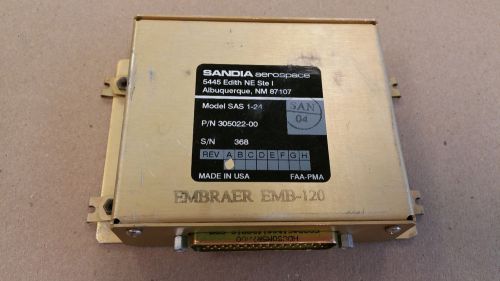 SANDIA aerospace
5445 Edith NE Ste I
Albuquerque, NM 87107
Model SAS 1-24
SAN
04
P/N 305022-00
S/N 368
REV A B C D E F G H
MADE IN USA FAA-PMA
EMBRAER EMB-120